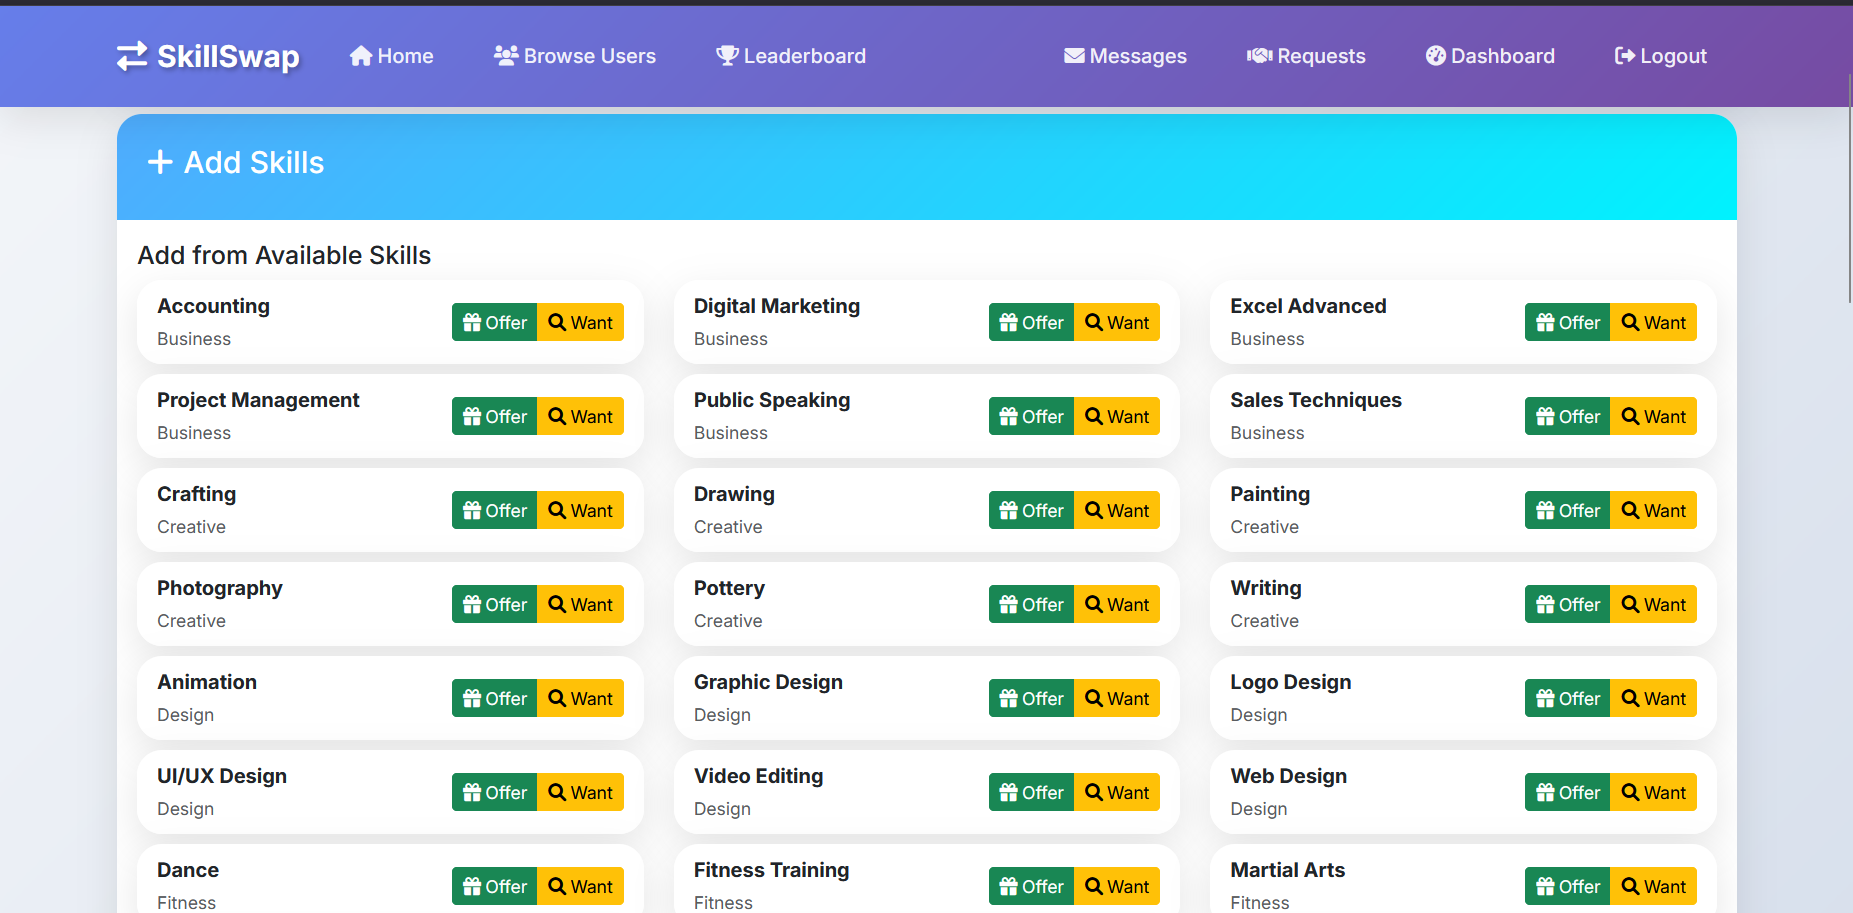 SkillSwap Home Browse Users Leaderboard Messages Requests Dashboard Logout
Add Skills
Add from Available Skills
Accounting
Business
Offer Want
Digital Marketing
Business
Offer Want
Excel Advanced
Business
Offer Want
Project Management
Business
Offer Want
Public Speaking
Business
Offer Want
Sales Techniques
Business
Offer Want
Crafting
Creative
Offer Want
Drawing
Creative
Offer Want
Painting
Creative
Offer Want
Photography
Creative
Offer Want
Pottery
Creative
Offer Want
Writing
Creative
Offer Want
Animation
Design
Offer Want
Graphic Design
Design
Offer Want
Logo Design
Design
Offer Want
UI/UX Design
Design
Offer Want
Video Editing
Design
Offer Want
Web Design
Design
Offer Want
Dance
Fitness
Offer Want
Fitness Training
Fitness
Offer Want
Martial Arts
Fitness
Offer Want